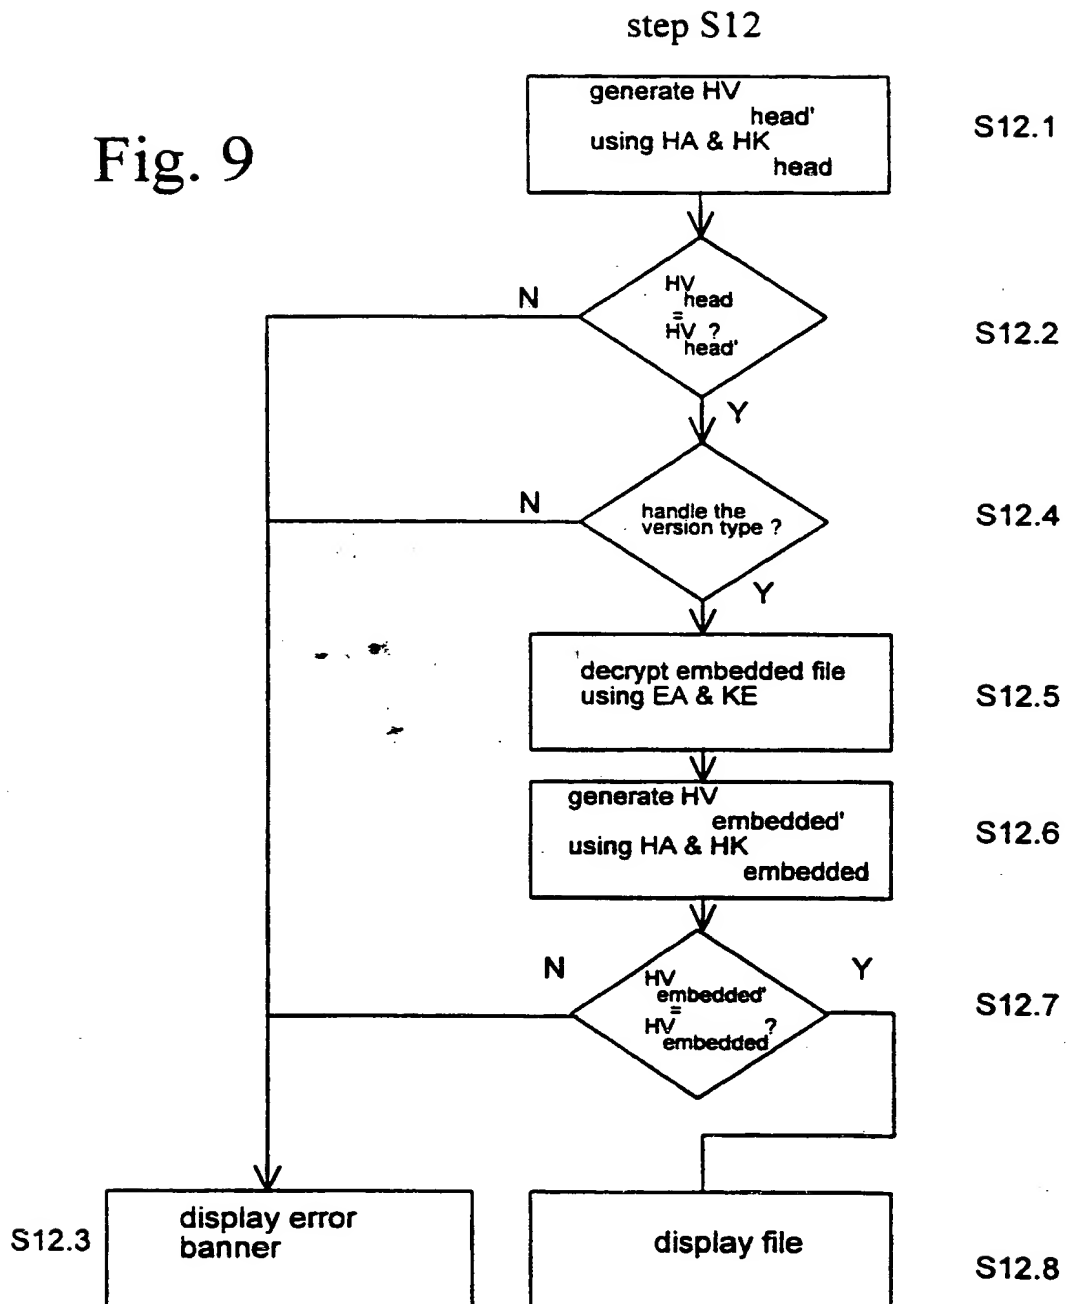 step S12
Fig. 9
generate HV
head'
using HA & HK
head
S12.1
N
HV
head
=
HV ?
head'
S12.2
Y
N
handle the
version type ?
S12.4
Y
decrypt embedded file
using EA & KE
S12.5
generate HV
embedded'
using HA & HK
embedded
S12.6
N
HV
embedded'
=
HV ?
embedded
Y
S12.7
S12.3
display error
banner
display file
S12.8